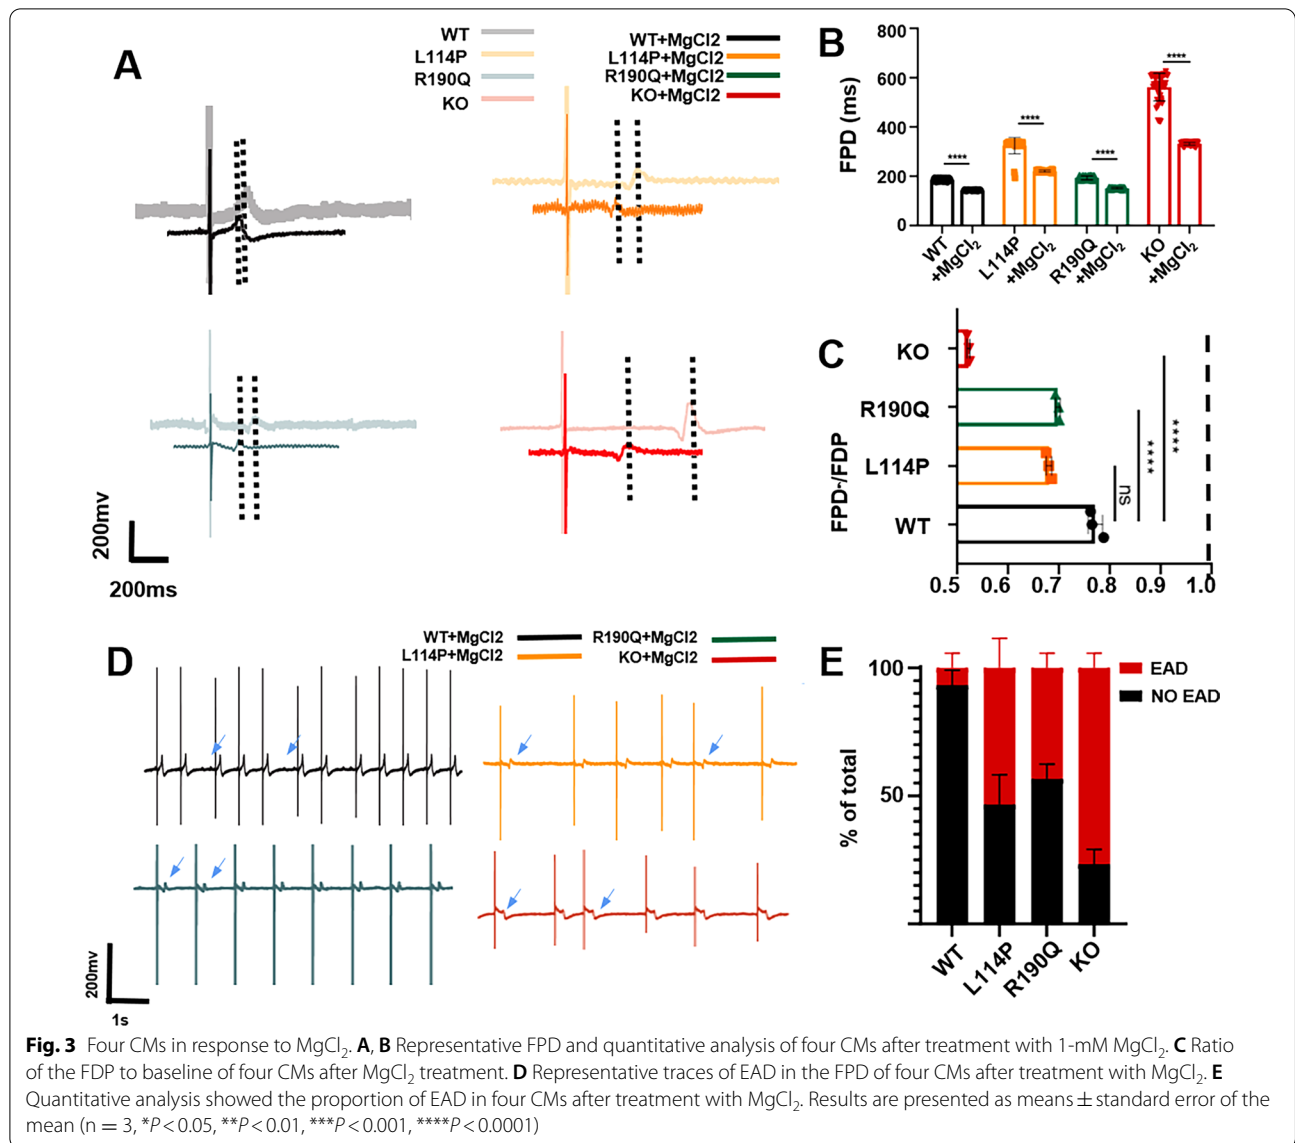 A
WT
L114P
R190Q
KO
WT+MgCl2
L114P+MgCl2
R190Q+MgCl2
KO+MgCl2
200mv
200ms
B
FPD (ms)
800
600
400
200
0
**** **** **** ****
WT
+MgCl₂
L114P
+MgCl₂
R190Q
+MgCl₂
KO
+MgCl₂
C
FPD-/FDP
KO
R190Q
L114P
WT
ns
****
****
0.5 0.6 0.7 0.8 0.9 1.0
D
WT+MgCl2
L114P+MgCl2
R190Q+MgCl2
KO+MgCl2
200mv
1s
E
% of total
100
50
EAD
NO EAD
WT
L114P
R190Q
KO
Fig. 3 Four CMs in response to MgCl₂. A, B Representative FPD and quantitative analysis of four CMs after treatment with 1-mM MgCl₂. C Ratio
of the FDP to baseline of four CMs after MgCl₂ treatment. D Representative traces of EAD in the FPD of four CMs after treatment with MgCl₂. E
Quantitative analysis showed the proportion of EAD in four CMs after treatment with MgCl₂. Results are presented as means ± standard error of the
mean (n = 3, *P < 0.05, **P < 0.01, ***P < 0.001, ****P < 0.0001)